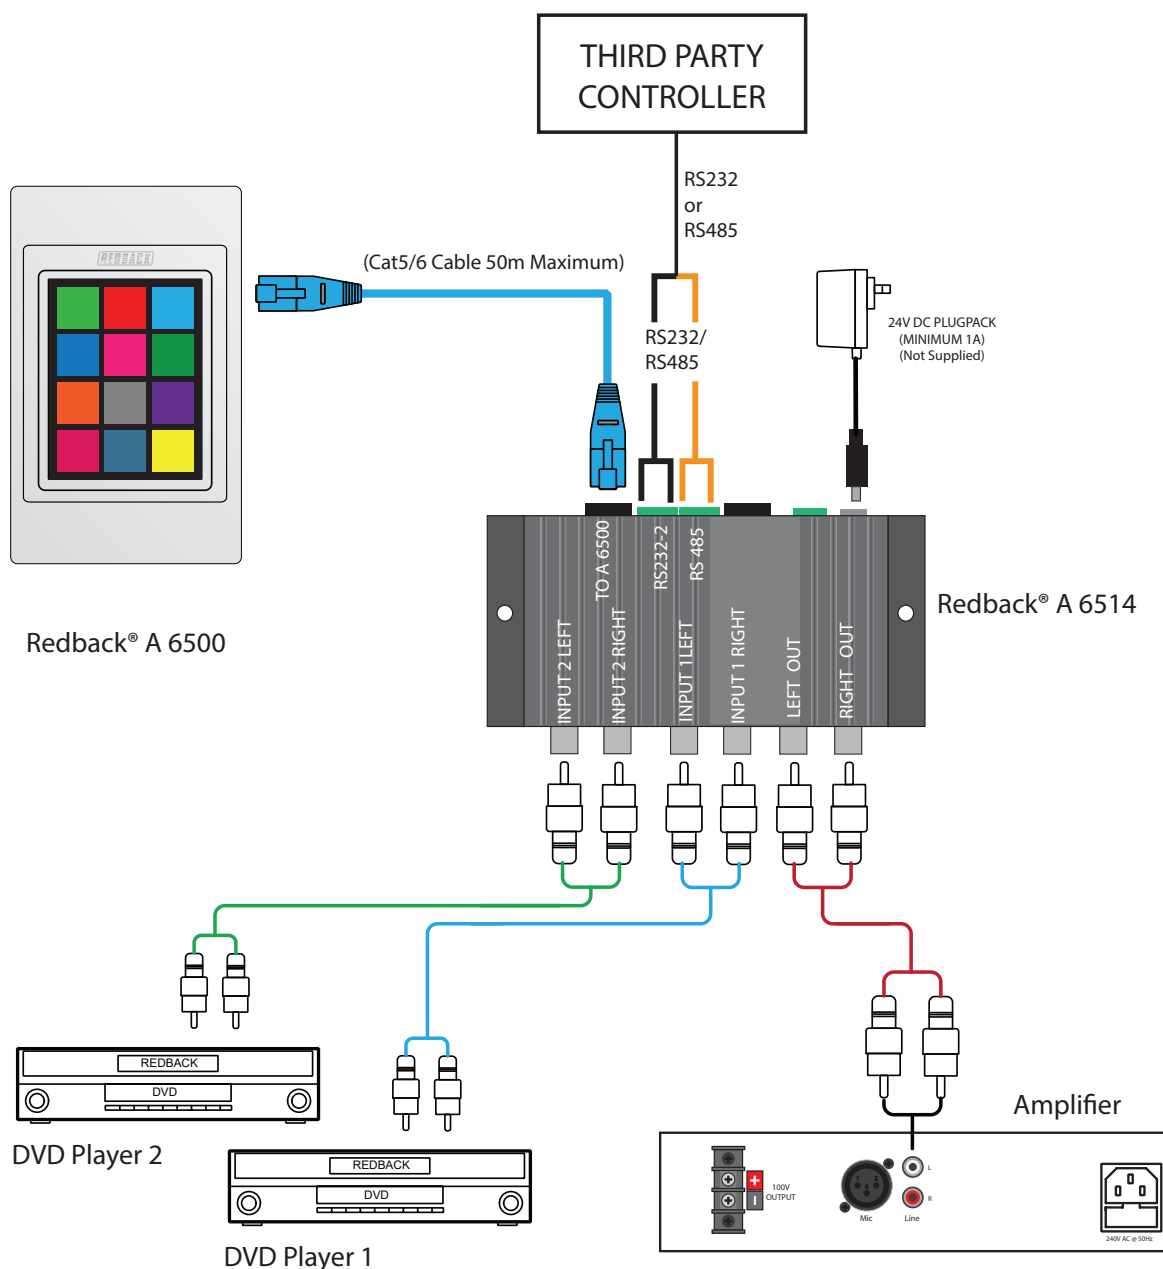 THIRD PARTY
CONTROLLER
RS232
or
RS485
REDBACK
(Cat5/6 Cable 50m Maximum)
RS232/
RS485
24V DC PLUGPACK
(MINIMUM 1A)
(Not Supplied)
TO A 6500
RS232-2
RS 485
Redback® A 6514
Redback® A 6500
INPUT 2 LEFT
INPUT 2 RIGHT
INPUT 1LEFT
INPUT 1 RIGHT
LEFT OUT
RIGHT OUT
REDBACK
DVD
DVD Player 2
REDBACK
DVD
DVD Player 1
Amplifier
100V
OUTPUT
Mic
L
R
Line
240V AC @ 50Hz